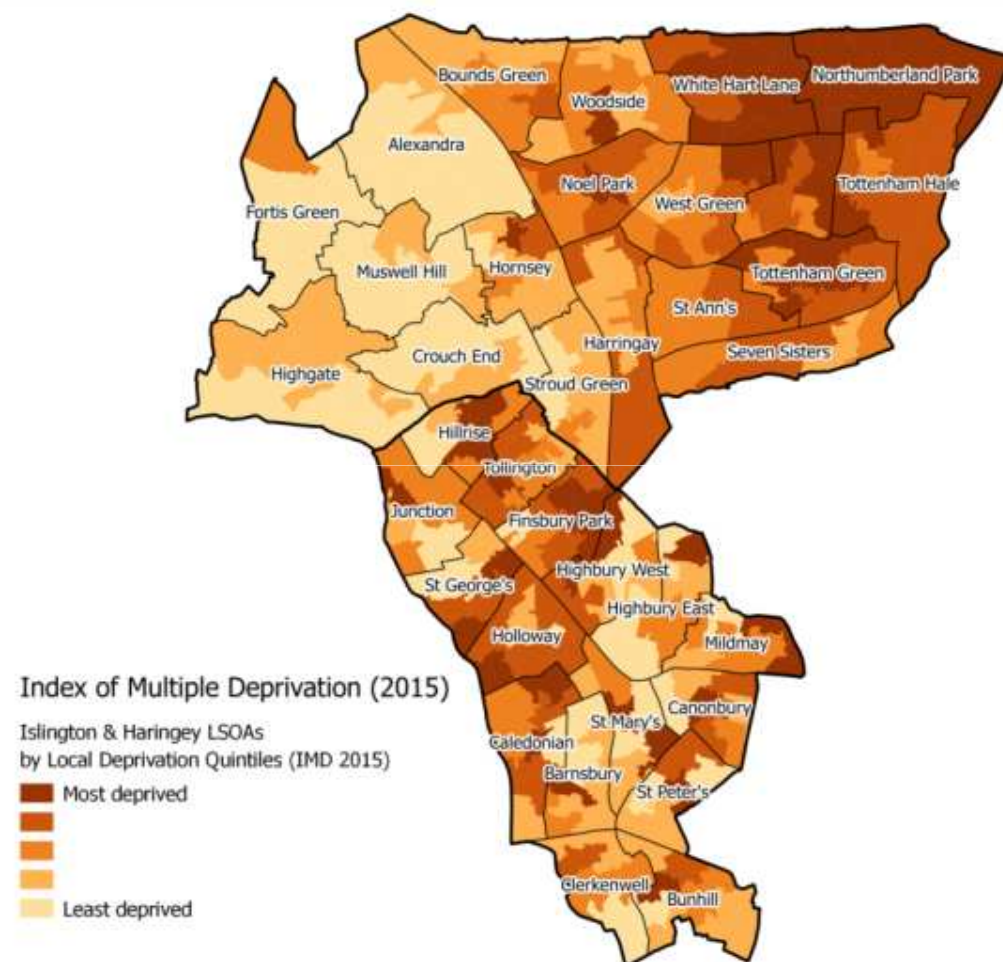 Bounds Green
White Hart Lane
Northumberland Park
Woodside
Alexandra
Noel Park
Tottenham Hale
West Green
Fortis Green
Muswell Hill
Hornsey
Tottenham Green
St Ann's
Harringay
Seven Sisters
Crouch End
Highgate
Stroud Green
Hillrise
Tollington
Junction
Finsbury Park
Highbury West
St George's
Highbury East
Holloway
Mildmay
Canonbury
St Mary's
Caledonian
Barnsbury
St Peter's
Clerkenwell
Bunhill
Index of Multiple Deprivation (2015)
Islington & Haringey LSOAs
by Local Deprivation Quintiles (IMD 2015)
Most deprived
Least deprived